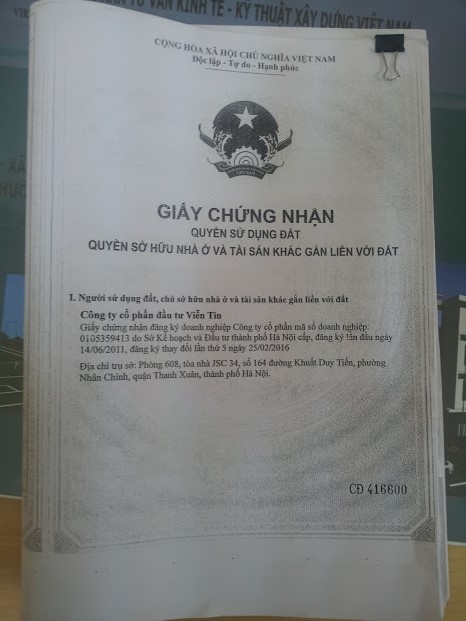 VẤN KINH TẾ - KỸ THUẬT XÂY DỰNG VIỆT NAM
CỘNG HÒA XÃ HỘI CHỦ NGHĨA VIỆT NAM
Độc lập - Tự do - Hạnh phúc
GIẤY CHỨNG NHẬN
QUYỀN SỬ DỤNG ĐẤT
QUYỀN SỞ HỮU NHÀ Ở VÀ TÀI SẢN KHÁC GẮN LIỀN VỚI ĐẤT
I. Người sử dụng đất, chủ sở hữu nhà ở và tài sản khác gắn liền với đất
Công ty cổ phần đầu tư Viễn Tín
Giấy chứng nhận đăng ký doanh nghiệp Công ty cổ phần mã số doanh nghiệp:
0105359413 do Sở Kế hoạch và Đầu tư thành phố Hà Nội cấp, đăng ký lần đầu ngày
14/06/2011, đăng ký thay đổi lần thứ 5 ngày 25/02/2016
Địa chỉ trụ sở: Phòng 608, tòa nhà JSC 34, số 164 đường Khuất Duy Tiến, phường
Nhân Chính, quận Thanh Xuân, thành phố Hà Nội.
CĐ 416600